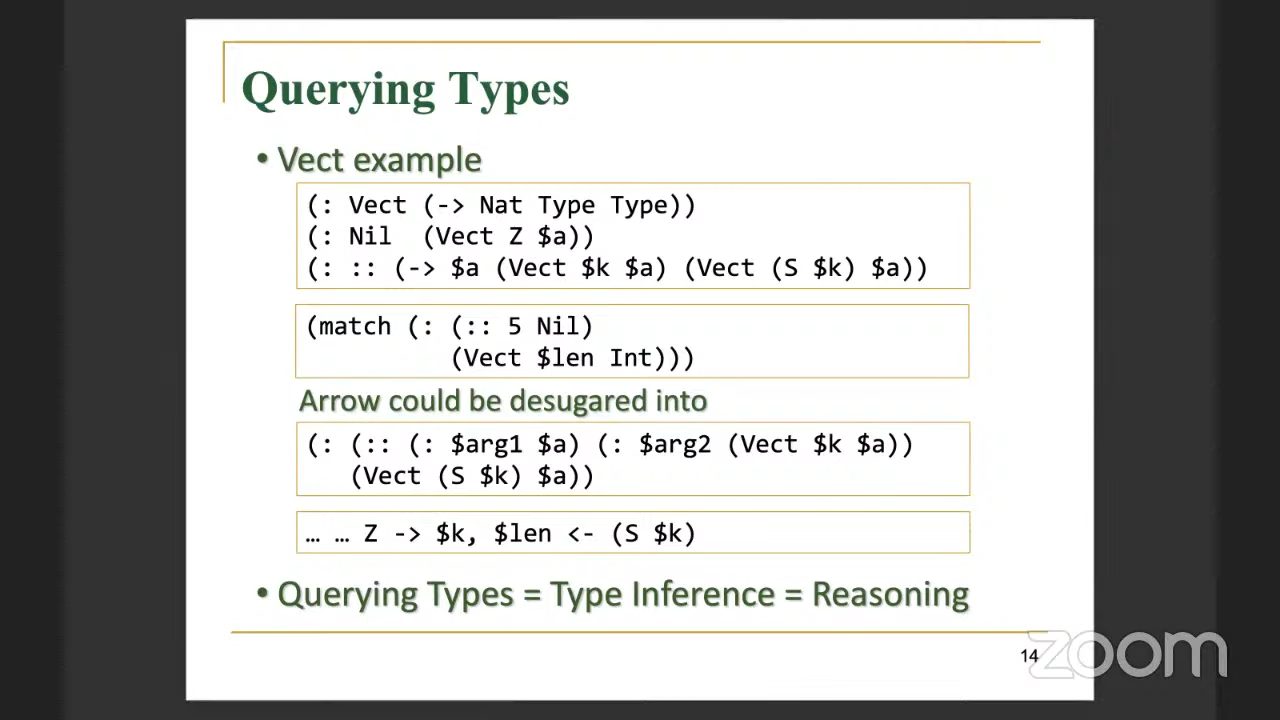 Querying Types
• Vect example
(: Vect (-> Nat Type Type))
(: Nil  (Vect Z $a))
(: :: (-> $a (Vect $k $a) (Vect (S $k) $a))
(match (: (:: 5 Nil)
(Vect $len Int)))
Arrow could be desugared into
(: (:: (: $arg1 $a) (: $arg2 (Vect $k $a))
(Vect (S $k) $a))
… … Z -> $k, $len <- (S $k)
• Querying Types = Type Inference = Reasoning
14
zoom